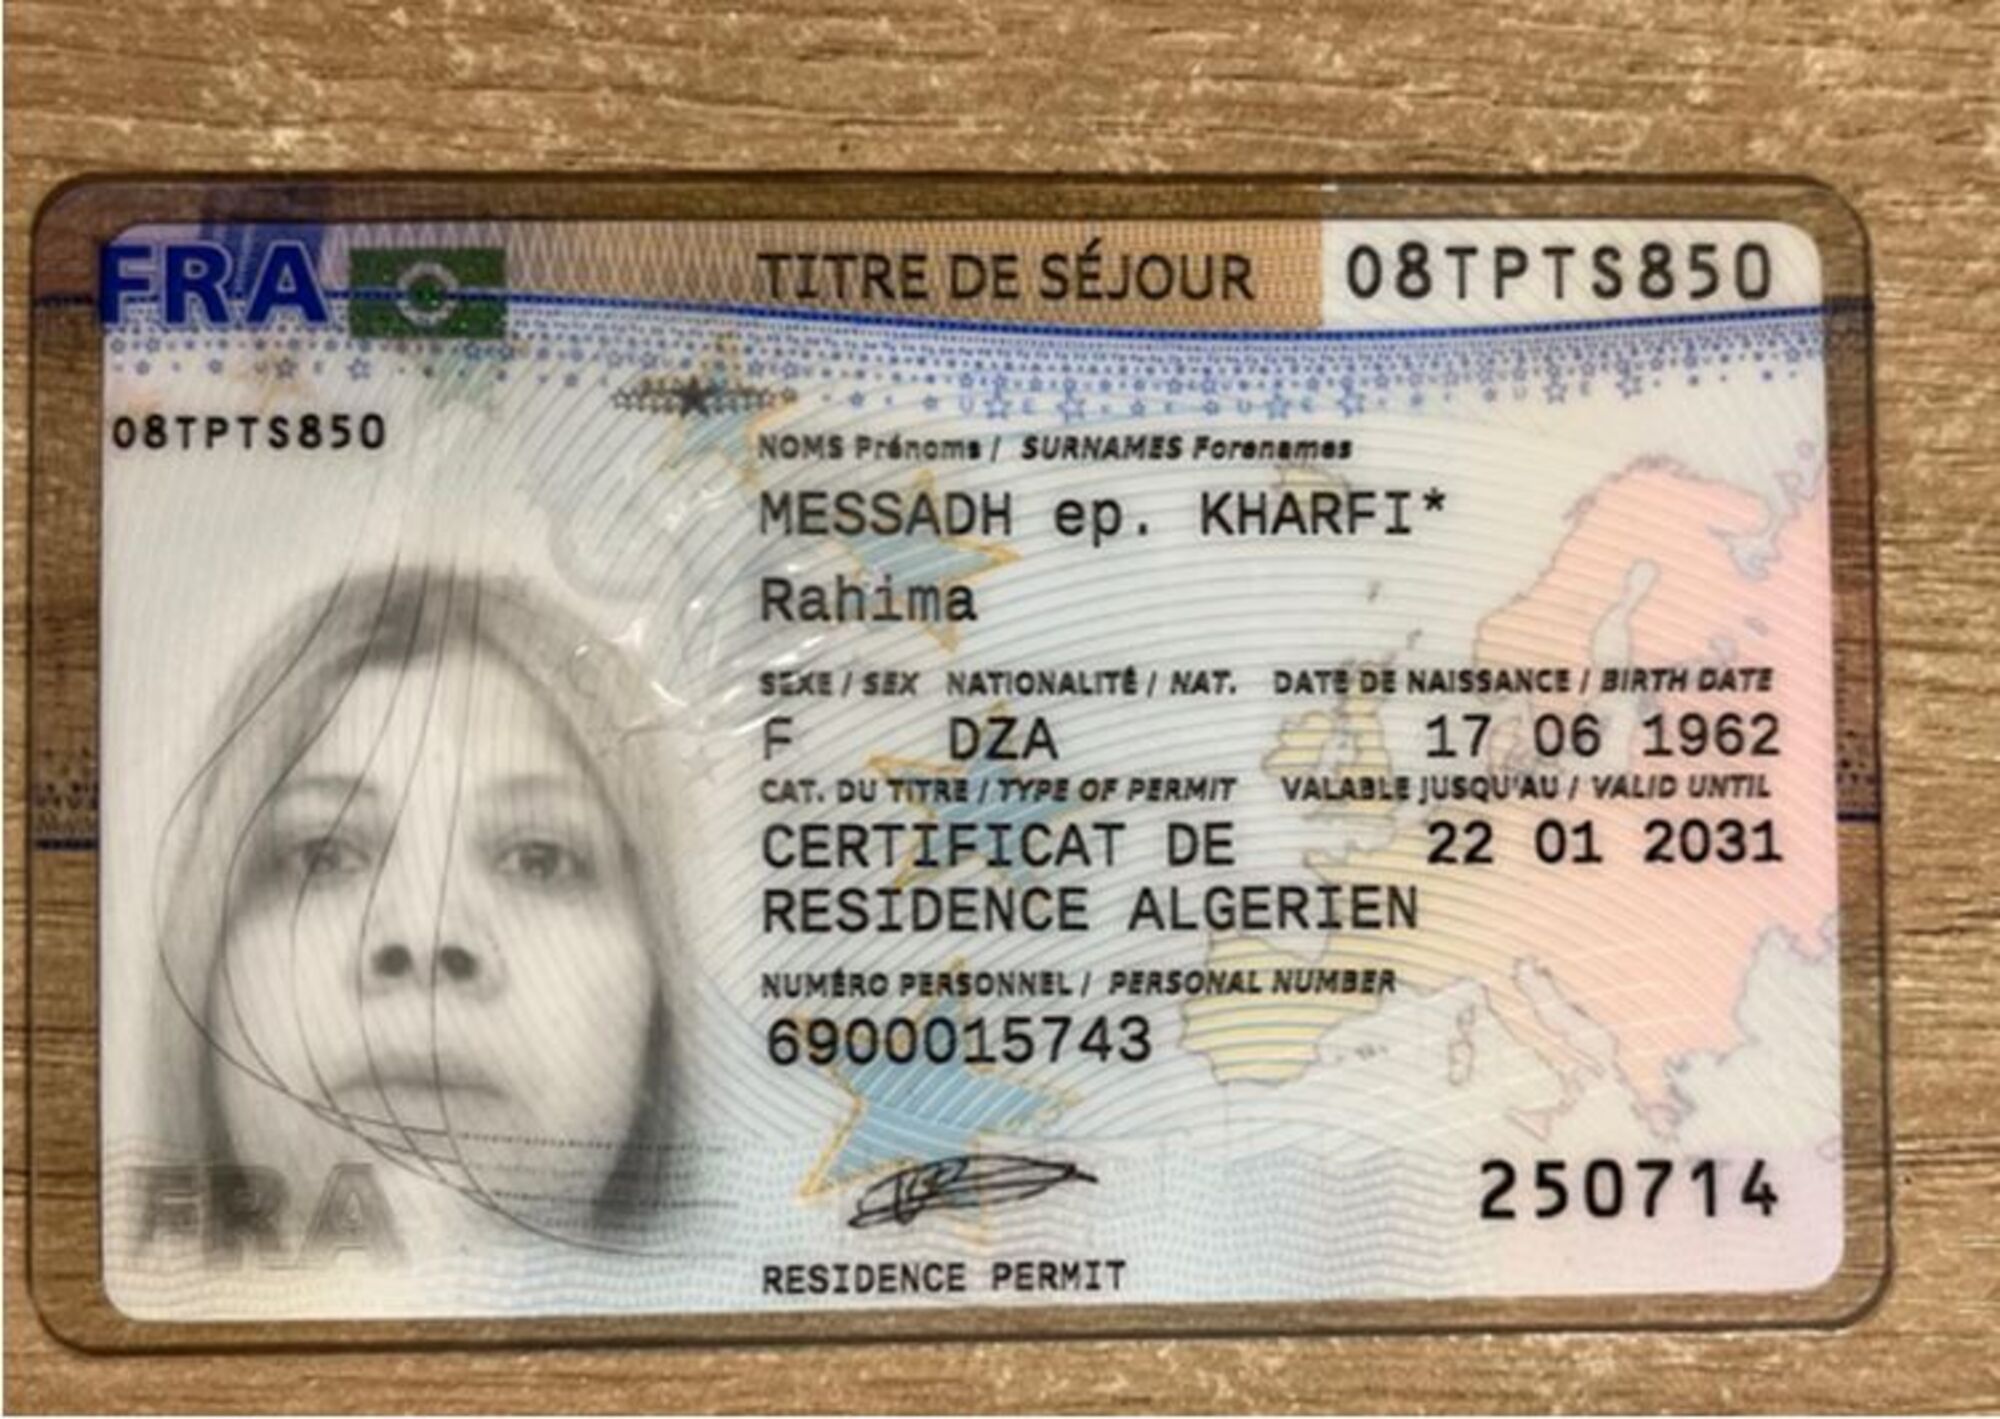 FRA TITRE DE SÉJOUR 08TPTS850
08TPTS850
NOMS Prénoms / SURNAMES Forenames
MESSADH ep. KHARFI*
Rahima
SEXE / SEX NATIONALITÉ / NAT. DATE DE NAISSANCE / BIRTH DATE
F DZA 17 06 1962
CAT. DU TITRE / TYPE OF PERMIT VALABLE JUSQU'AU / VALID UNTIL
CERTIFICAT DE 22 01 2031
RESIDENCE ALGERIEN
NUMÉRO PERSONNEL / PERSONAL NUMBER
6900015743
FRA
250714
RESIDENCE PERMIT